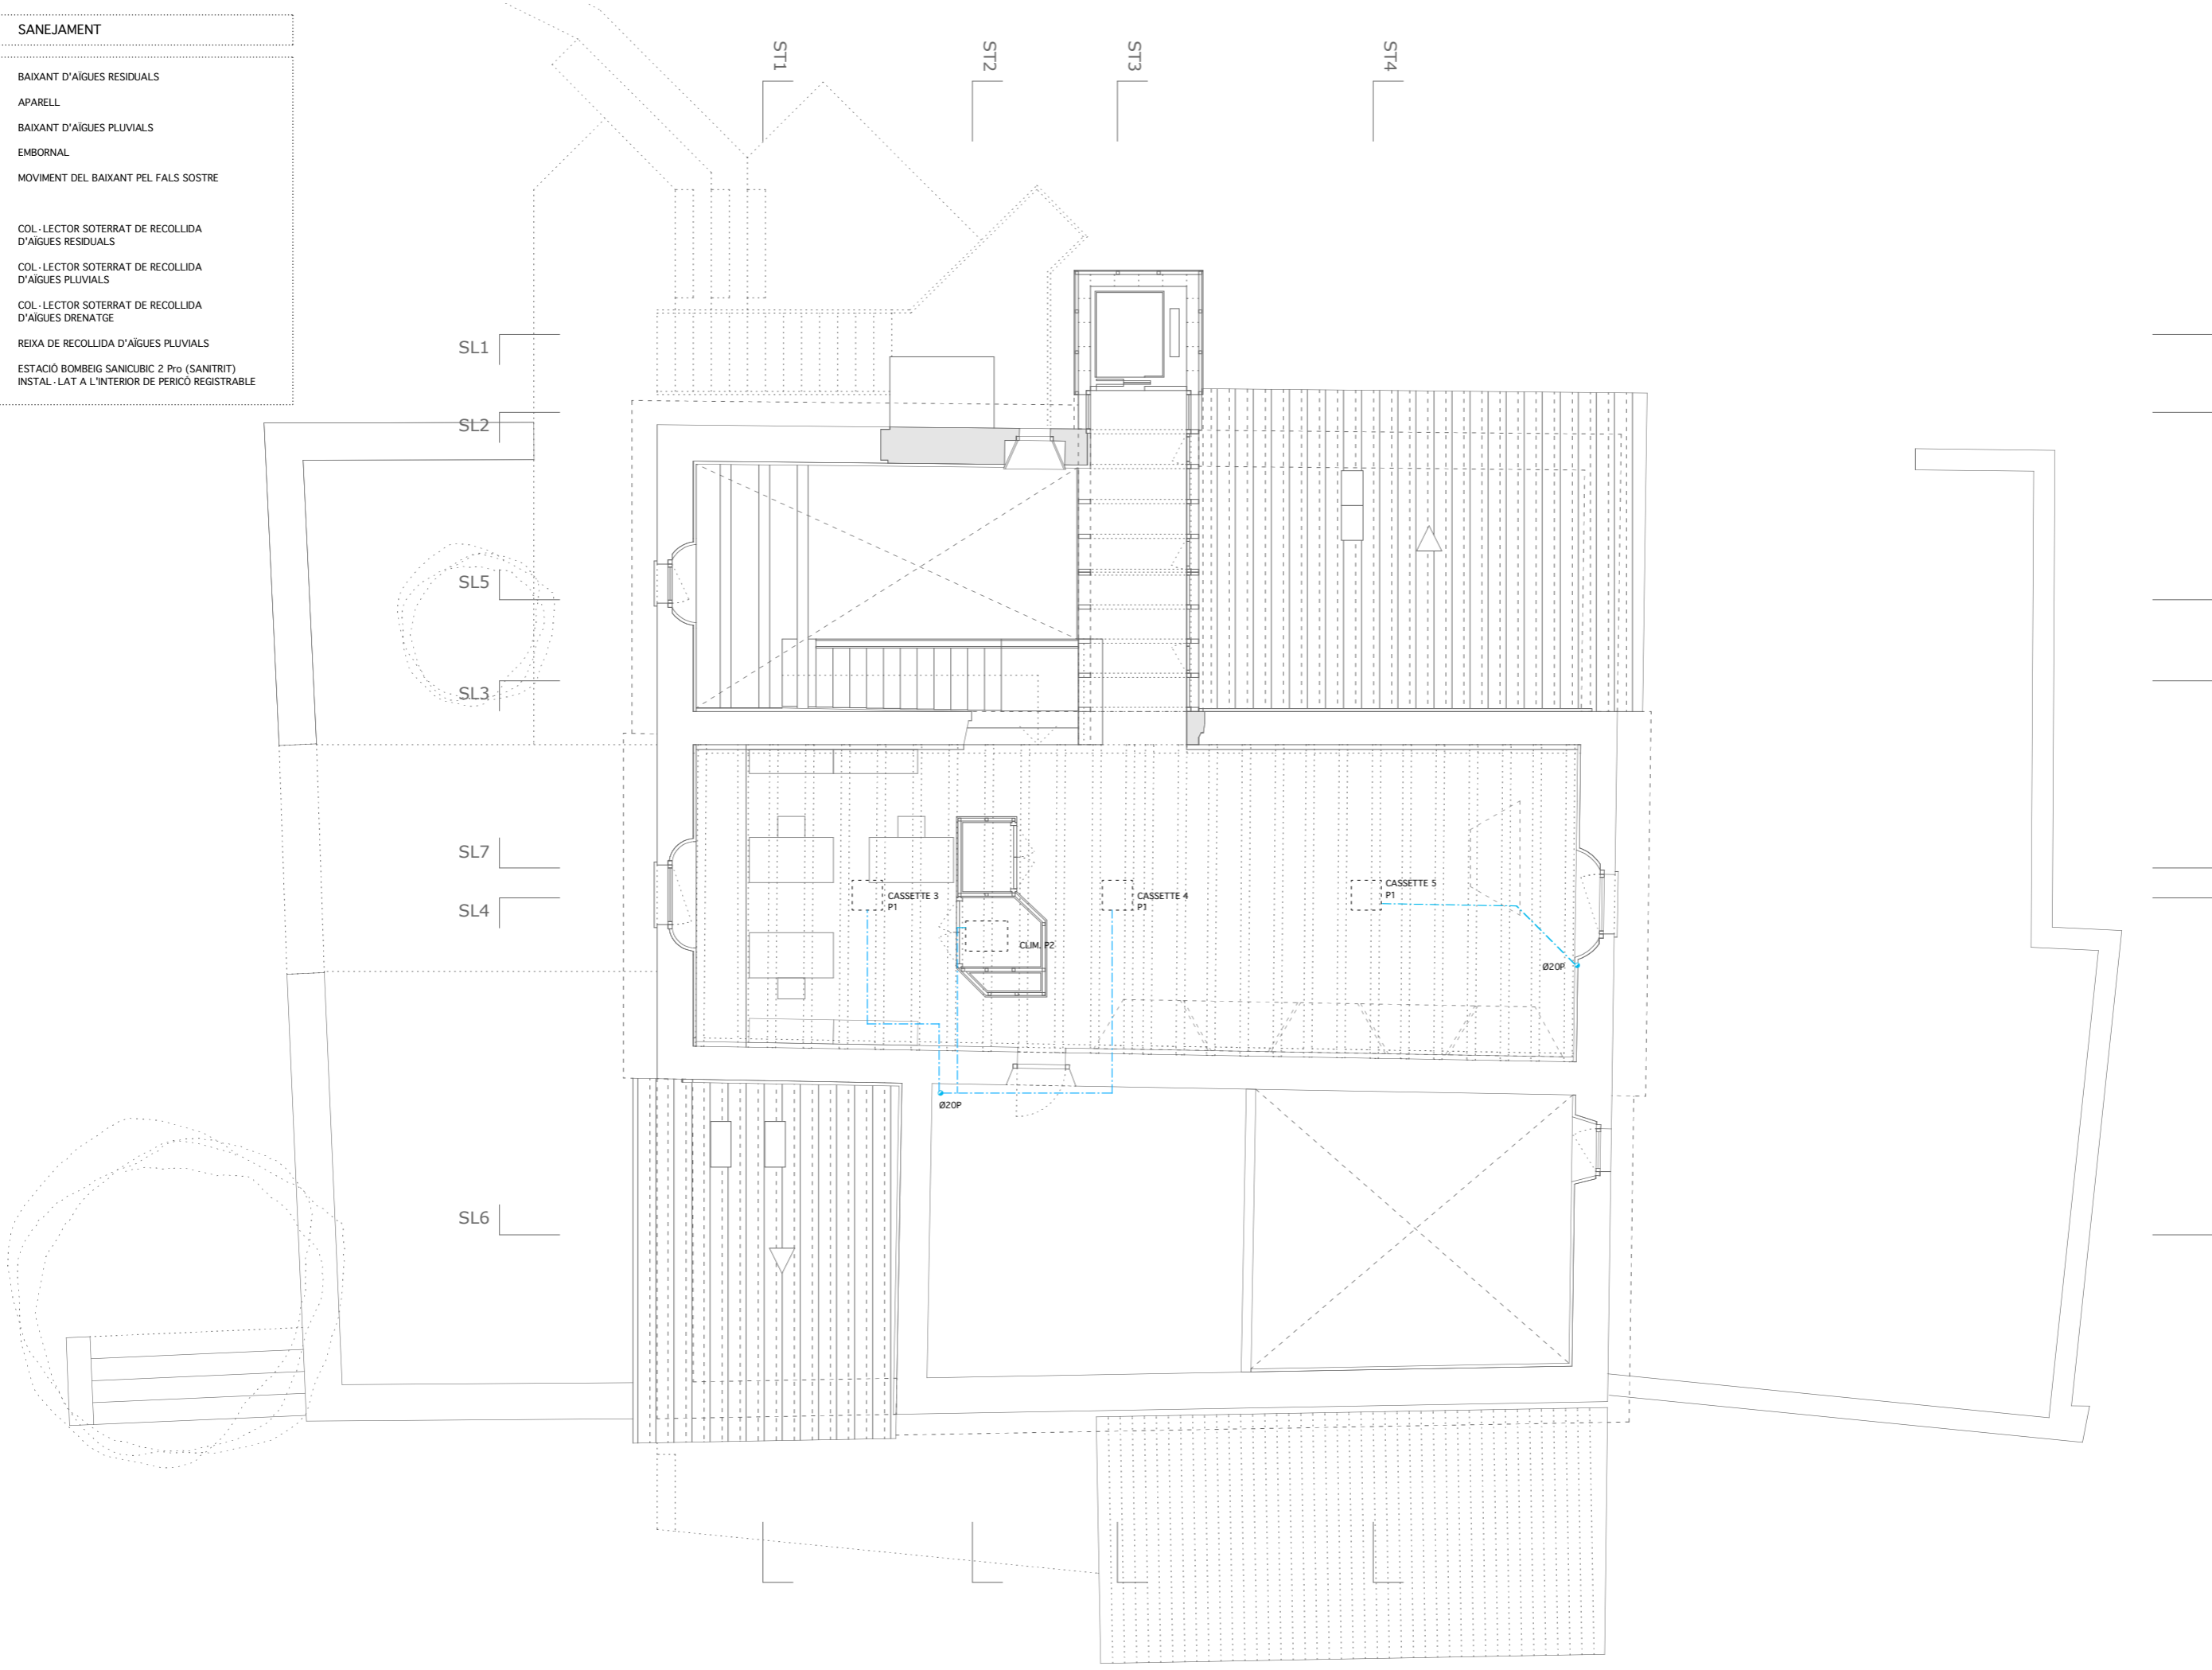 SANEJAMENT
BAIXANT D'AÏGUES RESIDUALS
APARELL
BAIXANT D'AÏGUES PLUVIALS
EMBORNAL
MOVIMENT DEL BAIXANT PEL FALS SOSTRE
COL·LECTOR SOTERRAT DE RECOLLIDA
D'AÏGUES RESIDUALS
COL·LECTOR SOTERRAT DE RECOLLIDA
D'AÏGUES PLUVIALS
COL·LECTOR SOTERRAT DE RECOLLIDA
D'AÏGUES DRENATGE
REIXA DE RECOLLIDA D'AÏGUES PLUVIALS
ESTACIÓ BOMBEIG SANICUBIC 2 Pro (SANITRIT)
INSTAL·LAT A L'INTERIOR DE PERICÓ REGISTRABLE
ST1
ST2
ST3
ST4
SL1
SL2
SL5
SL3
SL7
SL4
SL6
CASSETTE 3
P1
CASSETTE 4
P1
CASSETTE 5
P1
CLIM. P2
Ø20P
Ø20P